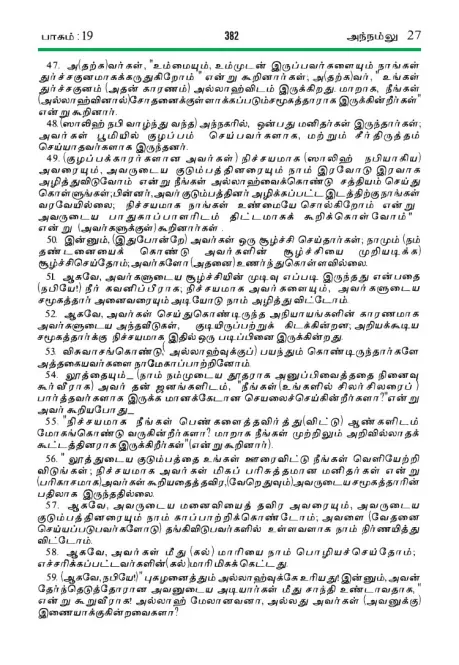 பாகம் : 19 382 அந்நம்லு 27
47. அ(தற்க)வர்கள், "உம்மையும், உம்முடன் இருப்பவர்களையும் நாங்கள்
துர்ச்சகுனமாகக்கருதுகிறோம்" என்று கூறினார்கள்; அ(தற்க)வர், "உங்கள்
துர்ச்சகுனம் (அதன் காரணம்) அல்லாஹ்விடம் இருக்கிறது. மாறாக, நீங்கள்
(அல்லாஹ்வினால்)சோதனைக்குள்ளாக்கப்படும்சமூகத்தாராக இருக்கின்றீர்கள்"
என்று கூறினார்.
48.(ஸாலிஹ் நபி வாழ்ந்து வந்த) அந்நகரில், ஒன்பது மனிதர்கள் இருந்தார்கள்;
அவர்கள் பூமியில் குழப்பம் செய்பவர்களாக, மற்றும் சீர்திருத்தம்
செய்யாதவர்களாக இருந்தனர்.
49. (குழப்பக்காரர்களான அவர்கள்) நிச்சயமாக (ஸாலிஹ் நபியாகிய)
அவரையும், அவருடைய குடும்பத்தினரையும் நாம் இரவோடு இரவாக
அழித்துவிடுவோம் என்று நீங்கள் அல்லாஹ்வைக்கொண்டு சத்தியம் செய்து
கொள்ளுங்கள்;பின்னர்,அவர் குடும்பத்தினர் அழிக்கப்பட்ட இடத்திற்குநாங்கள்
வரவேயில்லை; நிச்சயமாக நாங்கள் உண்மையே சொல்கிறோம் என்று
அவருடைய பாதுகாப்பாளரிடம் திட்டமாகக் கூறிக்கொள்வோம்"
என்று (அவர்களுக்குள்)கூறினார்கள்.
50. இன்னும், (இதுபோன்றே) அவர்கள் ஒரு சூழ்ச்சி செய்தார்கள்; நாமும் (நம்
தண்டனையைக் கொண்டு அவர்களின் சூழ்ச்சியை முறியடிக்க)
சூழ்ச்சிசெய்தோம்;அவர்களோ (அதனை)உணர்ந்துகொள்ளவில்லை.
51. ஆகவே, அவர்களுடைய சூழ்ச்சியின் முடிவு எப்படி இருந்தது என்பதை
(நபியே!) நீர் கவனிப்பீராக; நிச்சயமாக அவர்களையும், அவர்களுடைய
சமூகத்தார் அனைவரையும்அடியோடு நாம் அழித்து விட்டோம்.
52. ஆகவே, அவர்கள் செய்துகொண்டிருந்த அநியாயங்களின் காரணமாக
அவர்களுடைய அந்தவீடுகள், குடியிருப்பற்றுக் கிடக்கின்றன; அறியக்கூடிய
சமூகத்தார்க்கு நிச்சயமாக இதில் ஒரு படிப்பினை இருக்கின்றது.
53. விசுவாசங்கொண்டு,( அல்லாஹ்வுக்குப்) பயந்தும் கொண்டிருந்தார்களே
அத்தகையவர்களை நாமேகாப்பாற்றினோம்.
54. லூத்தையும்_ (நாம் நம்முடைய தூதராக அனுப்பிவைத்ததை நினைவு
கூர்வீராக) அவர் தன் ஜனங்களிடம், "நீங்கள்(உங்களில் சிலர் சிலரைப்)
பார்த்தவர்களாக இருக்க மானக்கேடான செயலைச்செய்கின்றீர்களா?"என்று
அவர் கூறியபோது_
55. "நிச்சயமாக நீங்கள் பெண்களைத்தவிர்த்து(விட்டு) ஆண்களிடம்
மோகங்கொண்டு வருகின்றீர்களா? மாறாக நீங்கள் முற்றிலும் அறிவில்லாதக்
கூட்டத்தினராகஇருக்கிறீர்கள்"(என்று கூறினார்).
56. " லூத்துடைய குடும்பத்தை உங்கள் ஊரைவிட்டு நீங்கள் வெளியேற்றி
விடுங்கள்; நிச்சயமாக அவர்கள் மிகப் பரிசுத்தமான மனிதர்கள் என்று
(பரிகாசமாக)அவர்கள்கூறியதைத்தவிர,(வேறெதுவும்)அவருடையசமூகத்தாரின்
பதிலாக இருந்ததில்லை.
57. ஆகவே, அவருடைய மனைவியைத் தவிர அவரையும், அவருடைய
குடும்பத்தினரையும் நாம் காப்பாற்றிக்கொண்டோம்; அவளை (வேதனை
செய்யப்படுபவர்களோடு) தங்கிவிடுபவர்களில் உள்ளவளாக நாம் நிர்ணயித்து
விட்டோம்.
58. ஆகவே, அவர்கள் மீது (கல்) மாரியை நாம் பொழியச்செய்தோம்;
எச்சரிக்கப்பட்டவர்களின்(கல்)மாரி மிகக்கெட்டது.
59. (ஆகவே,நபியே!)" புகழனைத்தும் அல்லாஹ்வுக்கே உரியது! இன்னும்,அவன்
தேர்ந்தெடுத்தோரான அவனுடைய அடியார்கள் மீது சாந்தி உண்டாவதாக,"
என்று கூறுவீராக! அல்லாஹ் மேலானவனா, அல்லது அவர்கள் (அவனுக்கு)
இணையாக்குகின்றவைகளா?